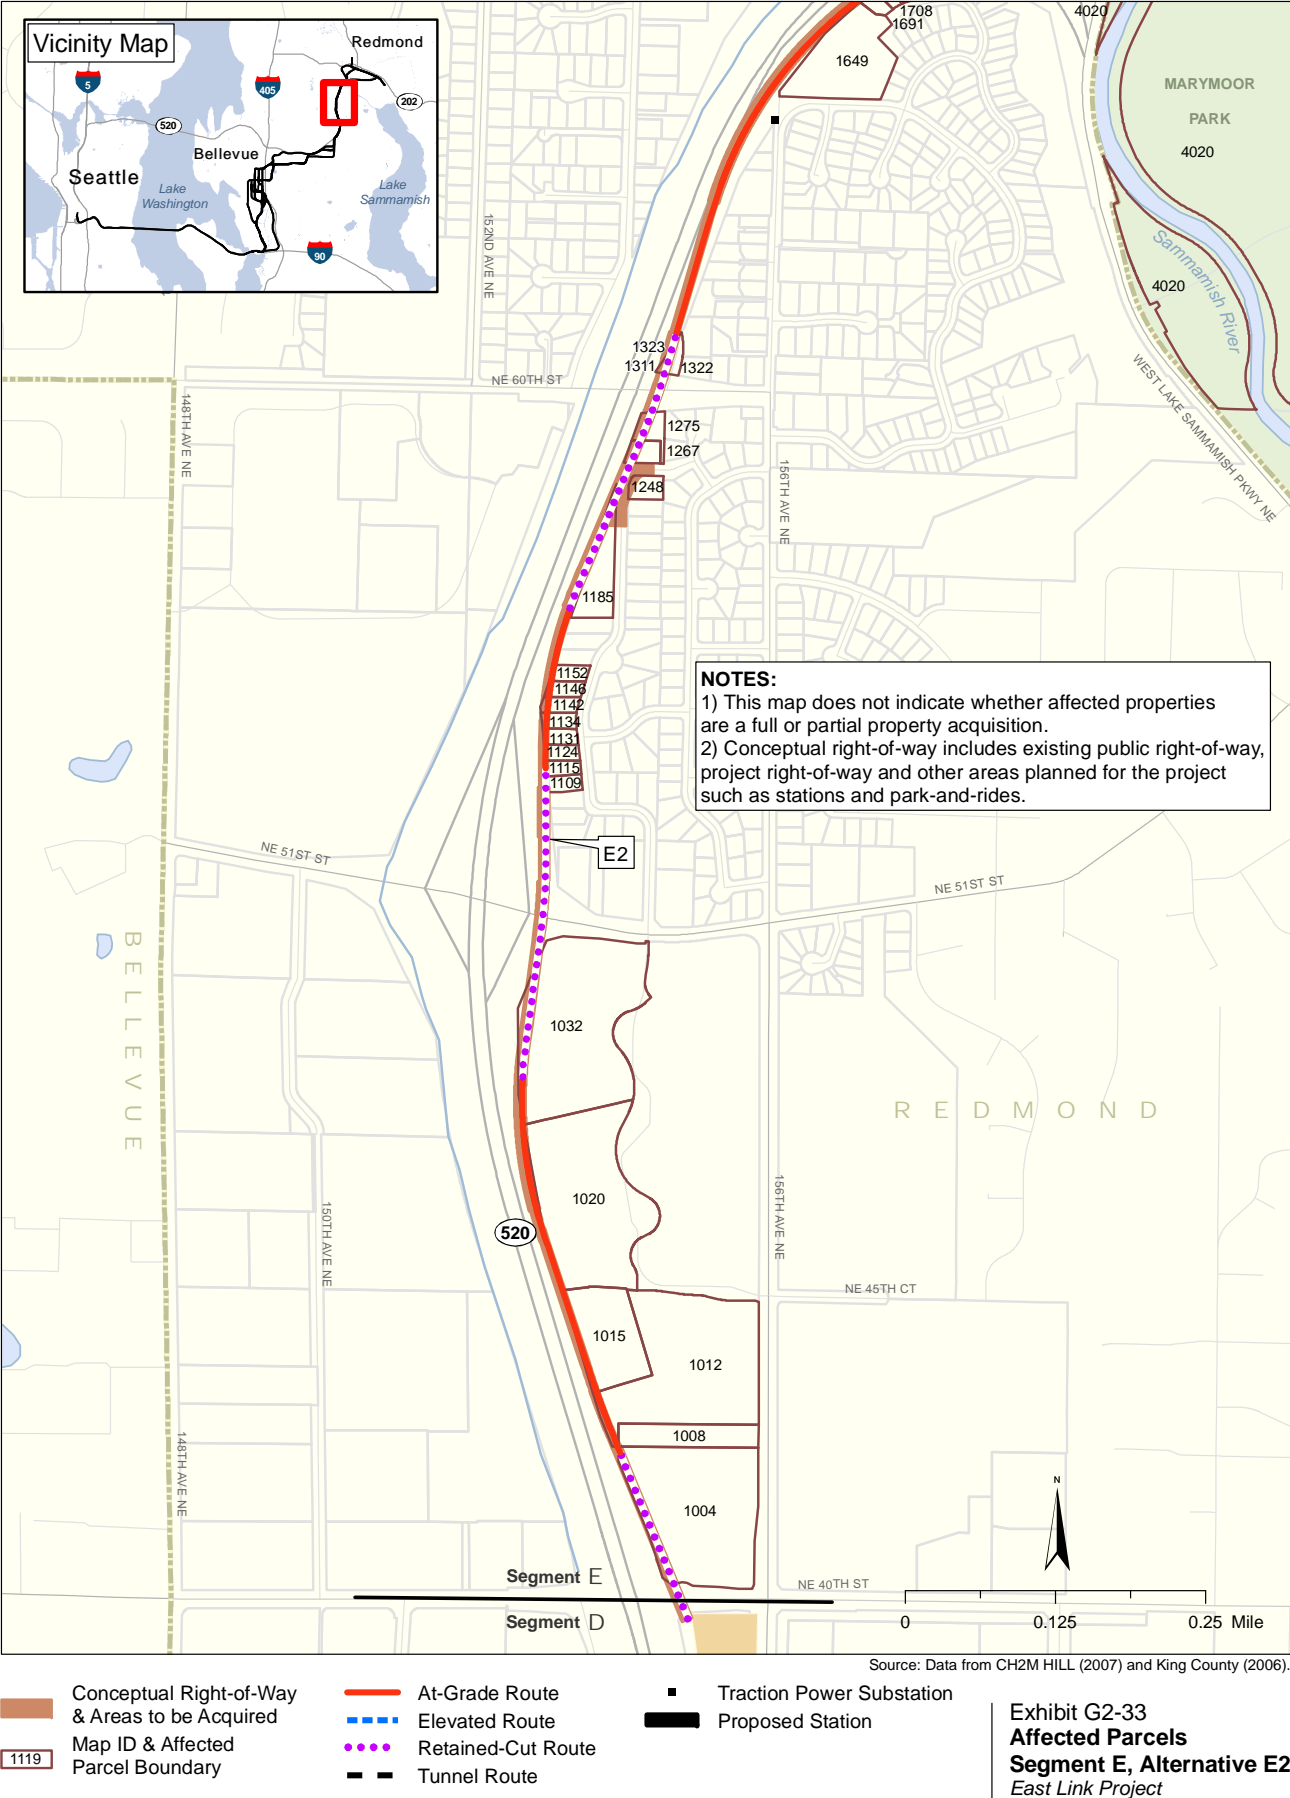 Vicinity Map
Redmond
5
405
202
520
Bellevue
Seattle
Lake
Washington
Lake
Sammamish
90
1708
1691
1649
4020
MARYMOOR
PARK
4020
4020
Sammamish River
WEST LAKE SAMMAMISH PKWY NE
152ND AVE NE
1323
1311
1322
NE 60TH ST
148TH AVE NE
1275
1267
1248
156TH AVE NE
1185
1152
1146
1142
1134
1131
1124
1115
1109
NOTES:
1) This map does not indicate whether affected properties
are a full or partial property acquisition.
2) Conceptual right-of-way includes existing public right-of-way,
project right-of-way and other areas planned for the project
such as stations and park-and-rides.
E2
NE 51ST ST
NE 51ST ST
BELLEVUE
1032
REDMOND
1020
150TH AVE NE
156TH AVE NE
520
NE 45TH CT
1015
1012
1008
148TH AVE NE
1004
N
Segment E
NE 40TH ST
Segment D
0 0.125 0.25 Mile
Source: Data from CH2M HILL (2007) and King County (2006).
Conceptual Right-of-Way
& Areas to be Acquired
1119
Map ID & Affected
Parcel Boundary
At-Grade Route
Elevated Route
Retained-Cut Route
Tunnel Route
Traction Power Substation
Proposed Station
Exhibit G2-33
Affected Parcels
Segment E, Alternative E2
East Link Project